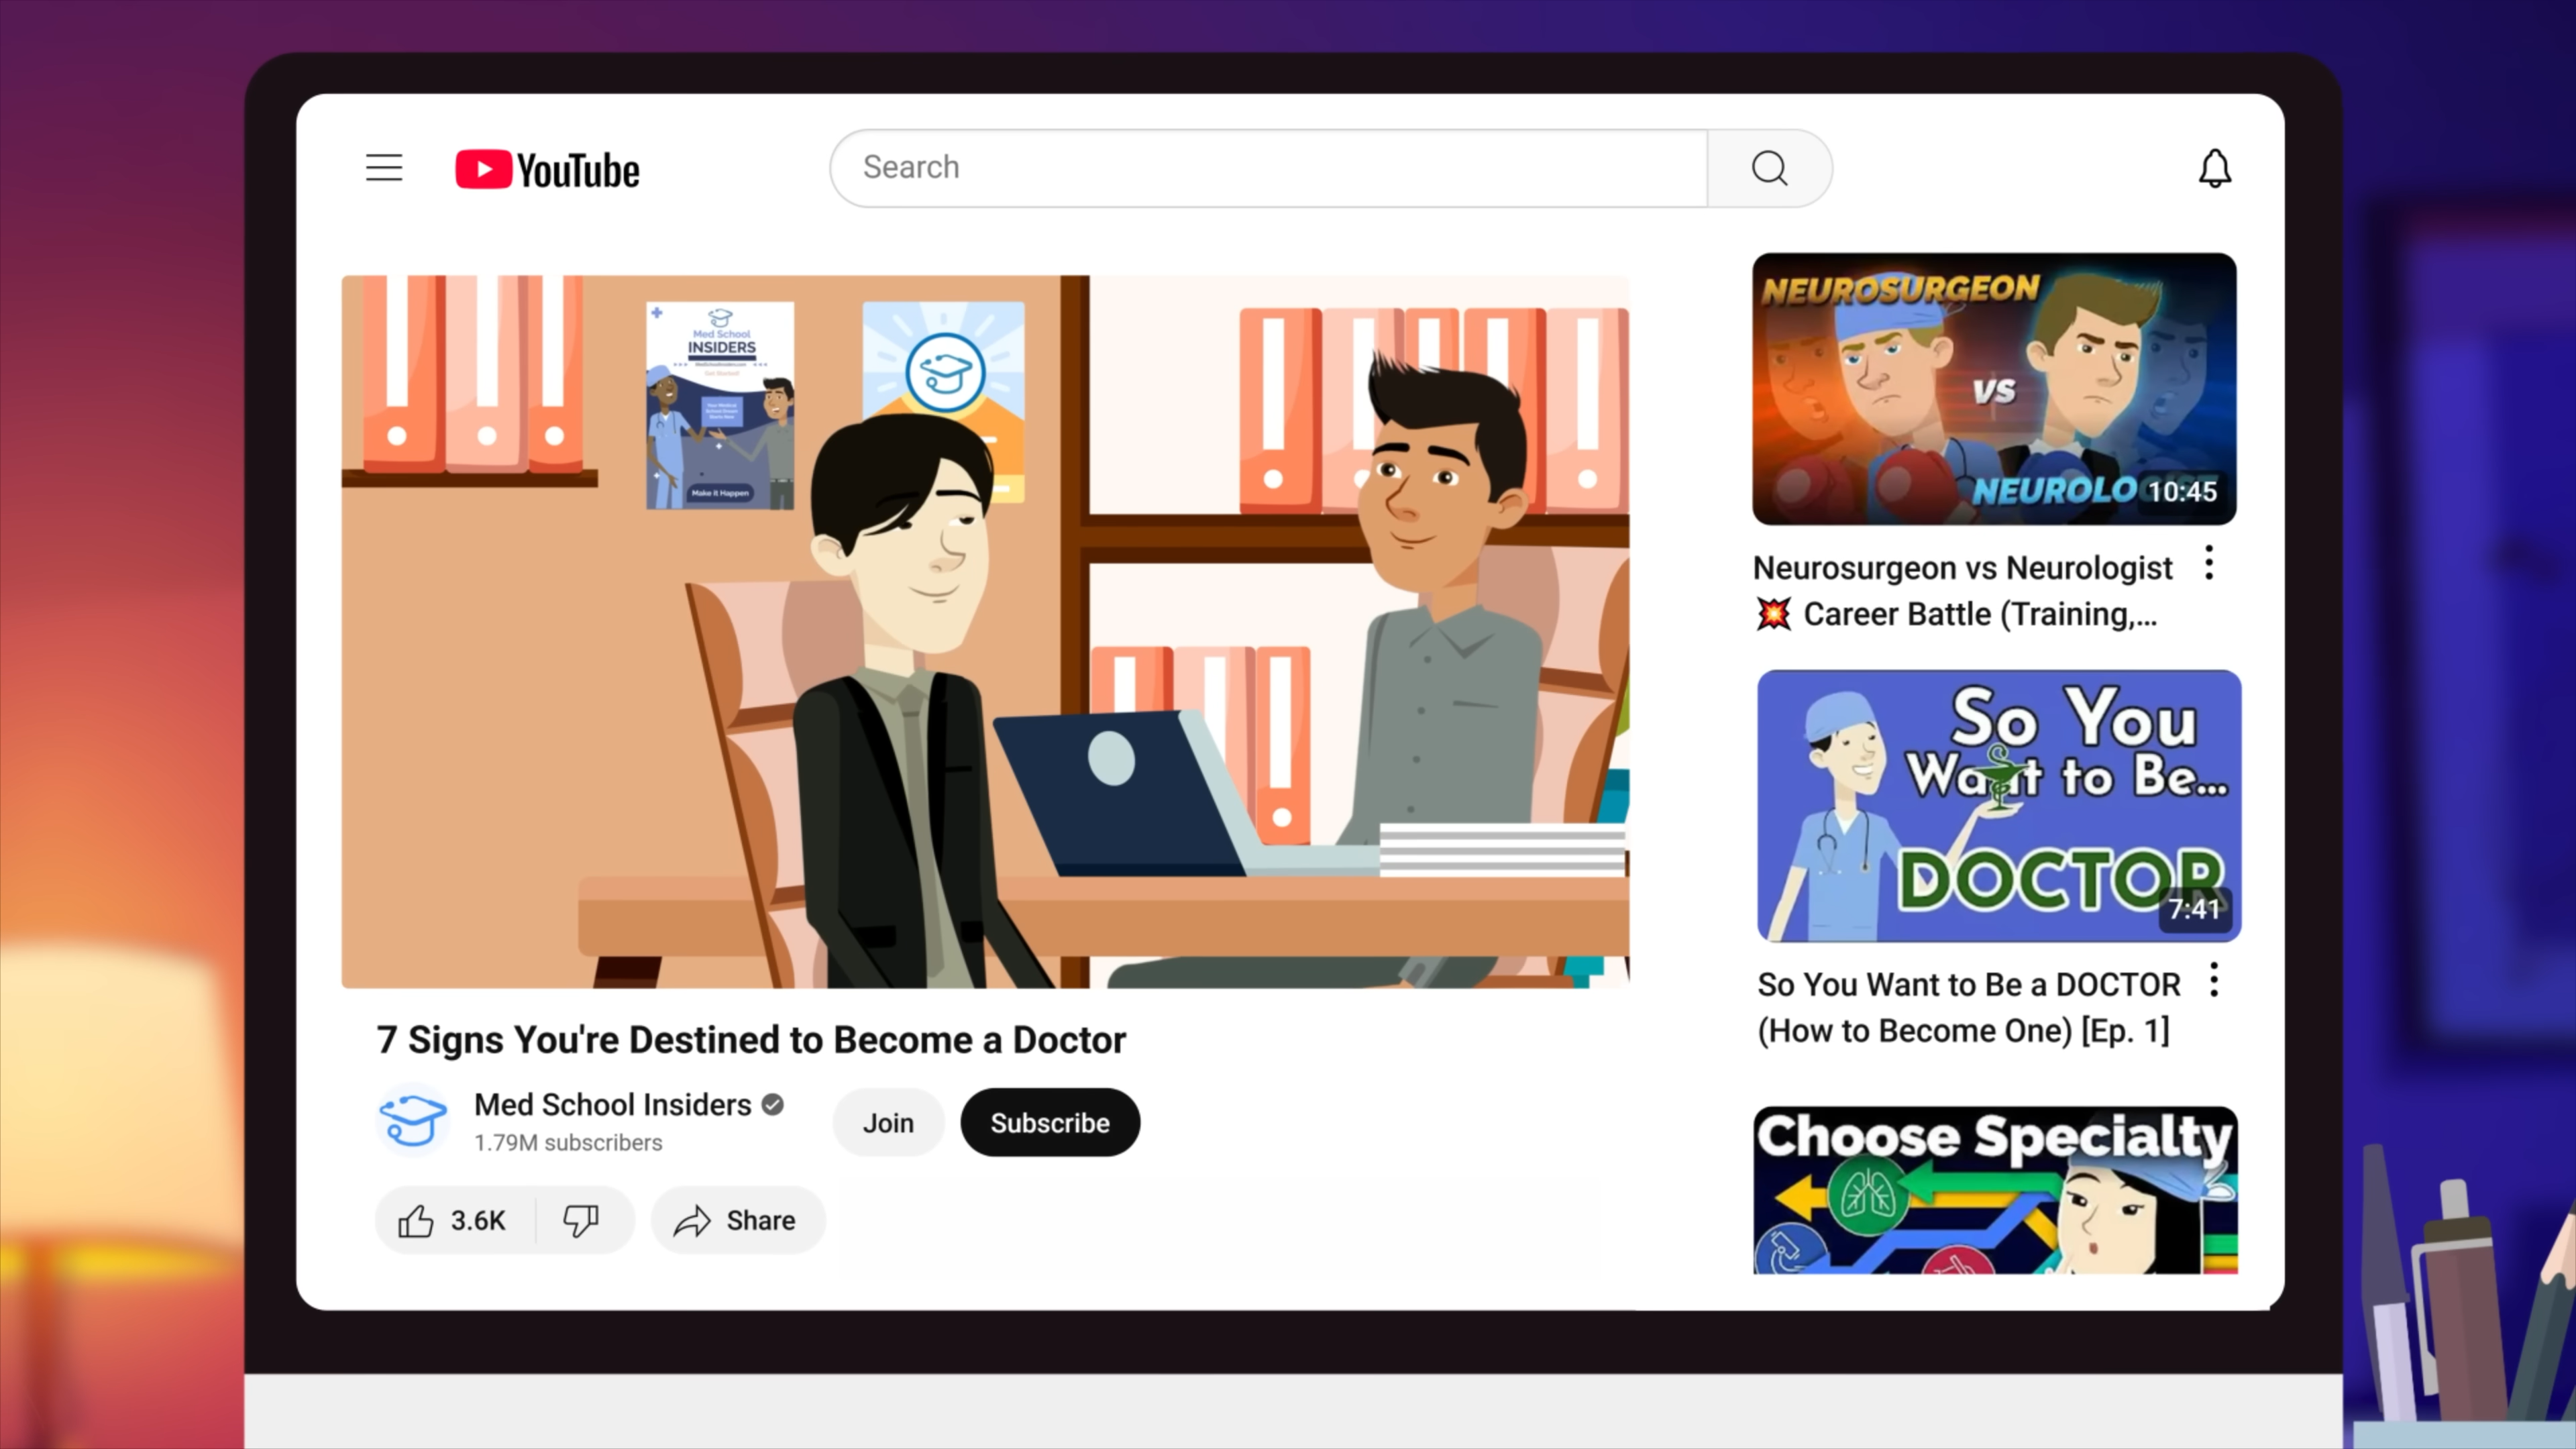 YouTube
Search
Med School
INSIDERS
Make It Happen
7 Signs You're Destined to Become a Doctor
Med School Insiders
1.79M subscribers
Join
Subscribe
3.6K
Share
NEUROSURGEON
VS
NEUROLO
10:45
Neurosurgeon vs Neurologist
💥 Career Battle (Training,...
So You
Want to Be...
DOCTOR
7:41
So You Want to Be a DOCTOR
(How to Become One) [Ep. 1]
Choose Specialty